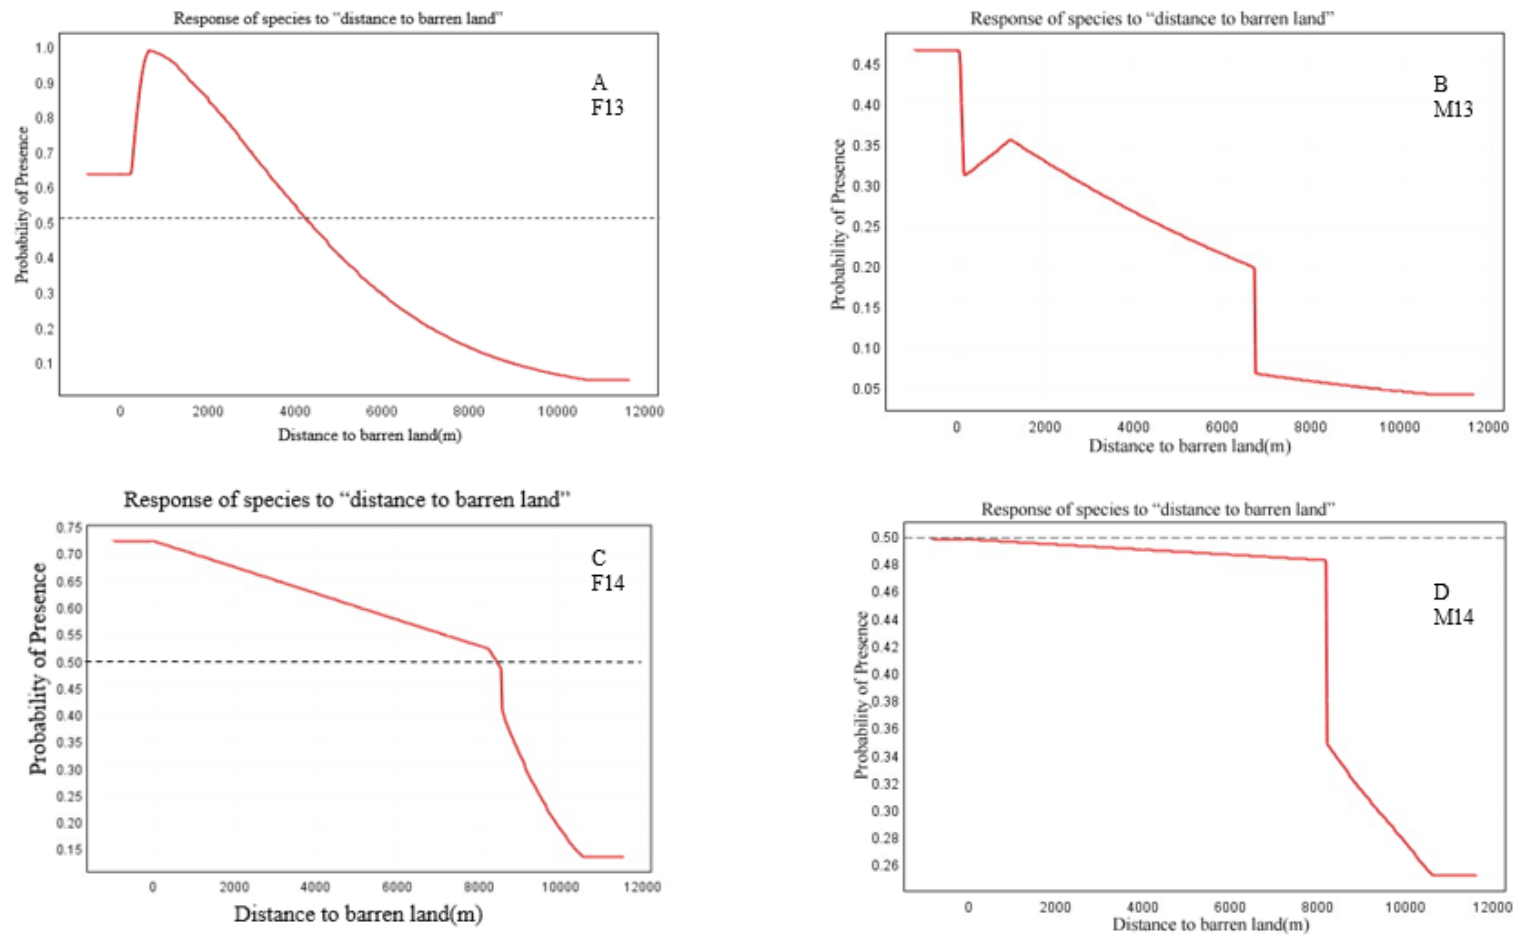 Response of species to “distance to barren land”
A
F13
Probability of Presence
1.0
0.9
0.8
0.7
0.6
0.5
0.4
0.3
0.2
0.1
0 2000 4000 6000 8000 10000 12000
Distance to barren land(m)
Response of species to “distance to barren land”
B
M13
Probability of Presence
0.45
0.40
0.35
0.30
0.25
0.20
0.15
0.10
0.05
0 2000 4000 6000 8000 10000 12000
Distance to barren land(m)
Response of species to “distance to barren land”
C
F14
Probability of Presence
0.75
0.70
0.65
0.60
0.55
0.50
0.45
0.40
0.35
0.30
0.25
0.20
0.15
0 2000 4000 6000 8000 10000 12000
Distance to barren land(m)
Response of species to “distance to barren land”
D
M14
Probability of Presence
0.50
0.48
0.46
0.44
0.42
0.40
0.38
0.36
0.34
0.32
0.30
0.28
0.26
0 2000 4000 6000 8000 10000 12000
Distance to barren land(m)